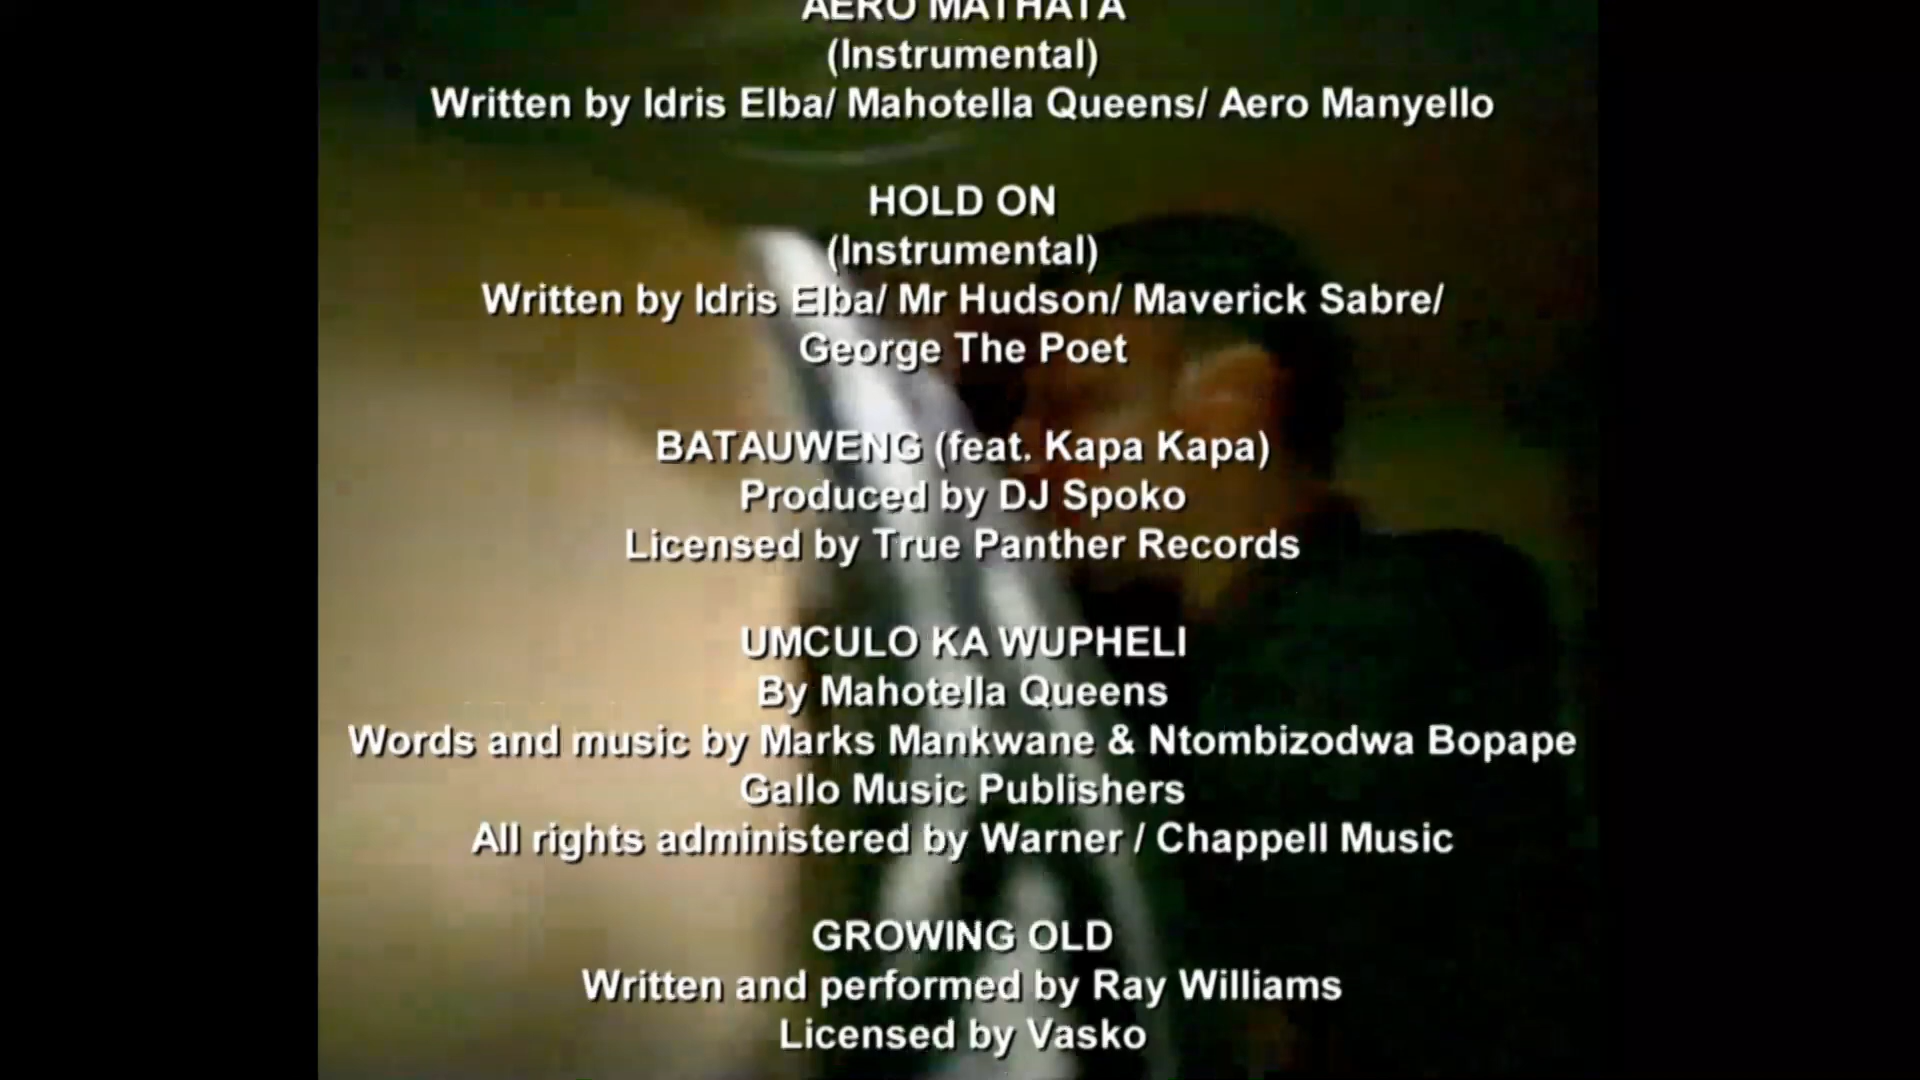 AERO MATHATA
(Instrumental)
Written by Idris Elba/ Mahotella Queens/ Aero Manyello
HOLD ON
(Instrumental)
Written by Idris Elba/ Mr Hudson/ Maverick Sabre/
George The Poet
BATAUWENG (feat. Kapa Kapa)
Produced by DJ Spoko
Licensed by True Panther Records
UMCULO KA WUPHELI
By Mahotella Queens
Words and music by Marks Mankwane & Ntombizodwa Bopape
Gallo Music Publishers
All rights administered by Warner / Chappell Music
GROWING OLD
Written and performed by Ray Williams
Licensed by Vasko